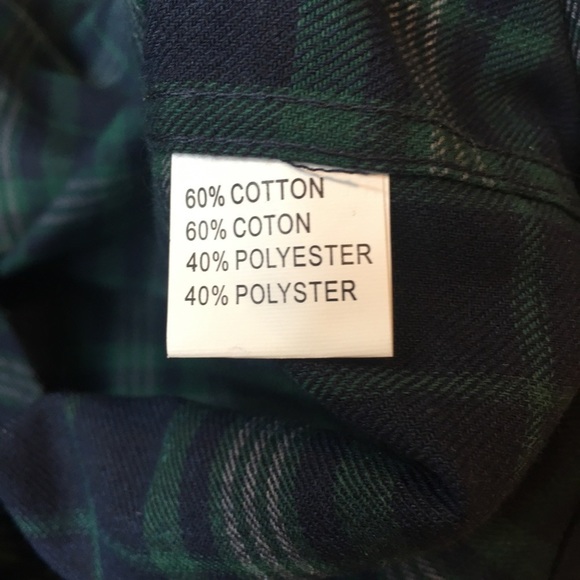 60% COTTON
60% COTON
40% POLYESTER
40% POLYSTER